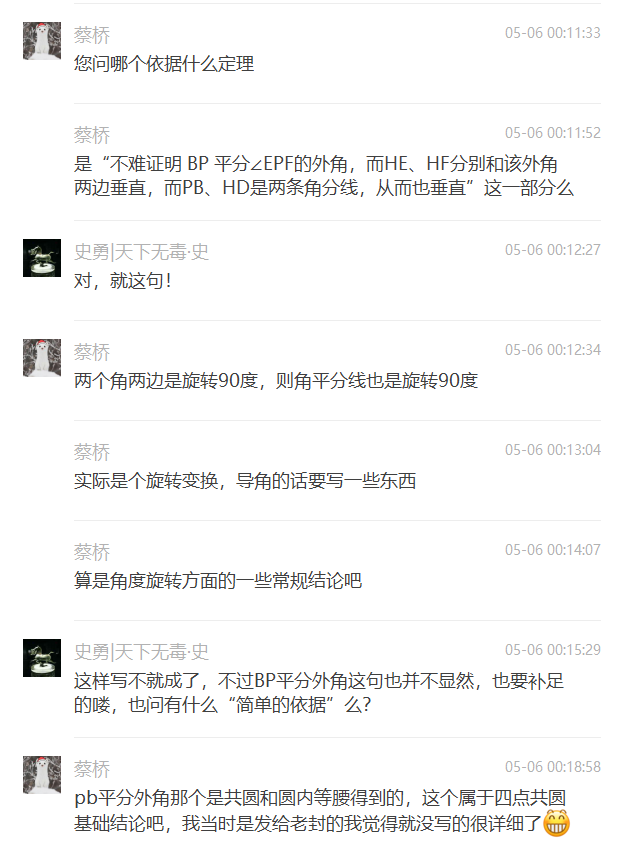 蔡桥 05-06 00:11:33
您问哪个依据什么定理
蔡桥 05-06 00:11:52
是“不难证明 BP 平分∠EPF的外角，而HE、HF分别和该外角
两边垂直，而PB、HD是两条角分线，从而也垂直”这一部分么
史勇|天下无毒·史 05-06 00:12:27
对，就这句！
蔡桥 05-06 00:12:34
两个角两边是旋转90度，则角平分线也是旋转90度
蔡桥 05-06 00:13:04
实际是个旋转变换，导角的话要写一些东西
蔡桥 05-06 00:14:07
算是角度旋转方面的一些常规结论吧
史勇|天下无毒·史 05-06 00:15:29
这样写不就成了，不过BP平分外角这句也并不显然，也要补足
的喽，也问有什么“简单的依据”么？
蔡桥 05-06 00:18:58
pb平分外角那个是共圆和圆内等腰得到的，这个属于四点共圆
基础结论吧，我当时是发给老封的我觉得就没写的很详细了😁